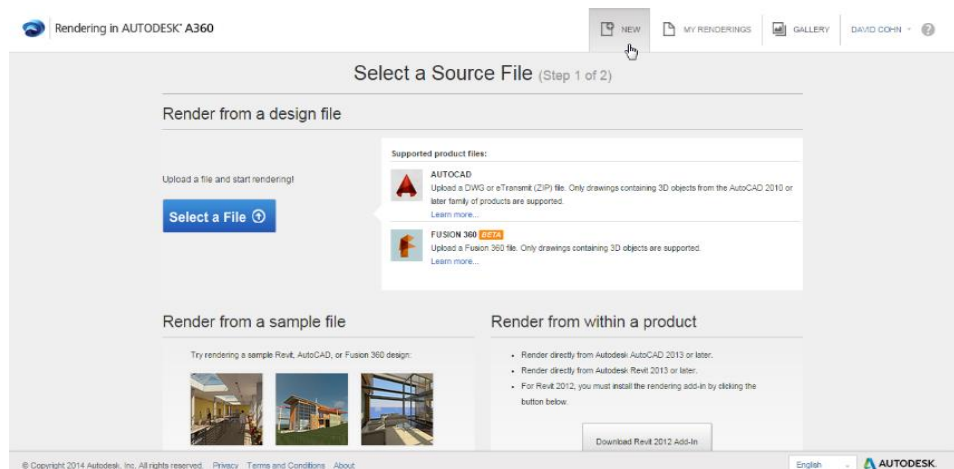 Rendering in AUTODESK® A360
NEW
MY RENDERINGS
GALLERY
DAVID COHN
?
Select a Source File (Step 1 of 2)
Render from a design file
Upload a file and start rendering!
Select a File
Supported product files:
AUTOCAD
Upload a DWG or eTransmit (ZIP) file. Only drawings containing 3D objects from the AutoCAD 2010 or
later family of products are supported.
Learn more...
FUSION 360 BETA
Upload a Fusion 360 file. Only drawings containing 3D objects are supported.
Learn more...
Render from a sample file
Try rendering a sample Revit, AutoCAD, or Fusion 360 design:
Render from within a product
• Render directly from Autodesk AutoCAD 2013 or later.
• Render directly from Autodesk Revit 2013 or later.
• For Revit 2012, you must install the rendering add-in by clicking the
button below.
Download Revit 2012 Add-In
© Copyright 2014 Autodesk, Inc. All rights reserved. Privacy Terms and Conditions About
English
AUTODESK.